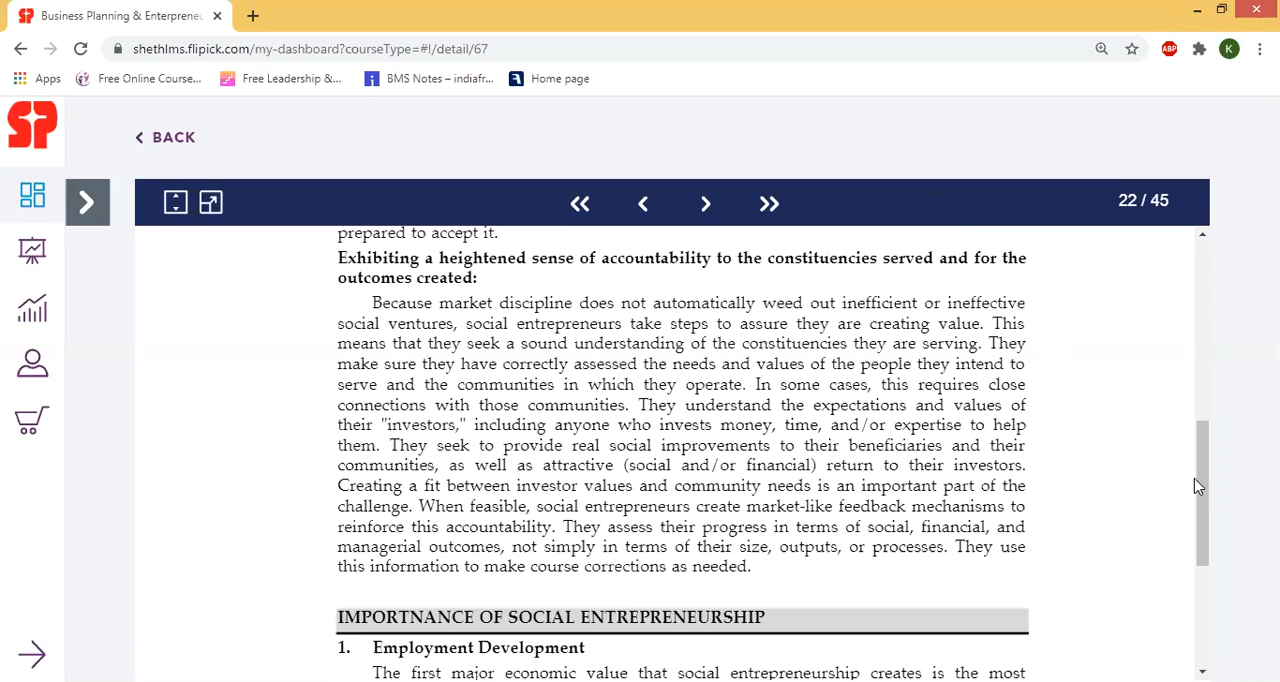 Business Planning & Enterpreneu
shethlms.flipick.com/my-dashboard?courseType=#!/detail/67
ABP
K
Apps
Free Online Course...
Free Leadership &...
BMS Notes – indiafr...
Home page
SP
BACK
22 / 45
prepared to accept it.
Exhibiting a heightened sense of accountability to the constituencies served and for the
outcomes created:
Because market discipline does not automatically weed out inefficient or ineffective
social ventures, social entrepreneurs take steps to assure they are creating value. This
means that they seek a sound understanding of the constituencies they are serving. They
make sure they have correctly assessed the needs and values of the people they intend to
serve and the communities in which they operate. In some cases, this requires close
connections with those communities. They understand the expectations and values of
their "investors," including anyone who invests money, time, and/or expertise to help
them. They seek to provide real social improvements to their beneficiaries and their
communities, as well as attractive (social and/or financial) return to their investors.
Creating a fit between investor values and community needs is an important part of the
challenge. When feasible, social entrepreneurs create market-like feedback mechanisms to
reinforce this accountability. They assess their progress in terms of social, financial, and
managerial outcomes, not simply in terms of their size, outputs, or processes. They use
this information to make course corrections as needed.
IMPORTNANCE OF SOCIAL ENTREPRENEURSHIP
1. Employment Development
The first major economic value that social entrepreneurship creates is the most